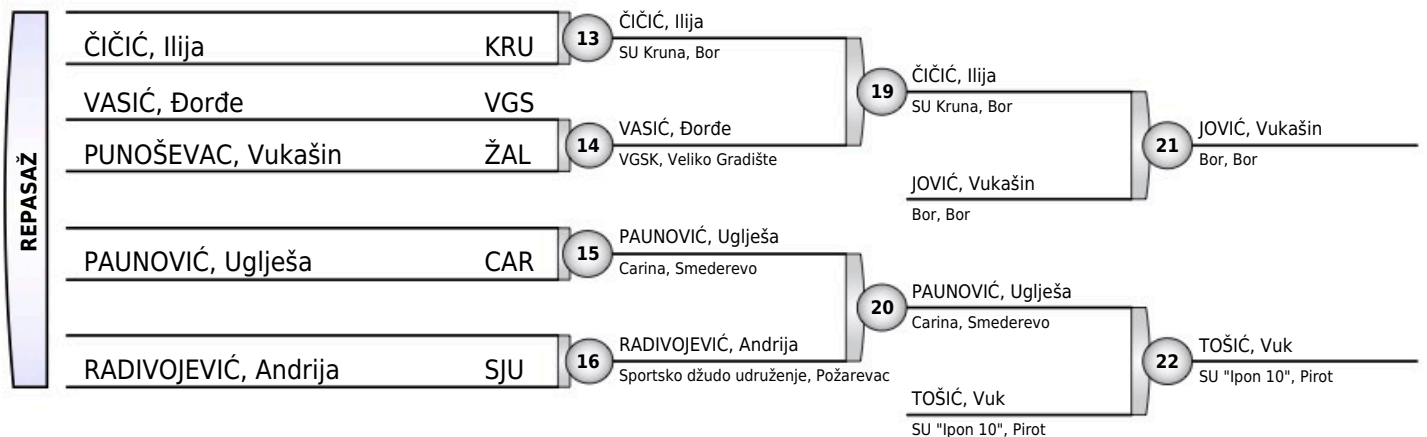 REPASAŽ
ČIČIĆ, Ilija KRU
VASIĆ, Đorđe VGS
PUNOŠEVAC, Vukašin ŽAL
PAUNOVIĆ, Uglješa CAR
RADIVOJEVIĆ, Andrija SJU
13
ČIČIĆ, Ilija
SU Kruna, Bor
14
VASIĆ, Đorđe
VGSK, Veliko Gradište
15
PAUNOVIĆ, Uglješa
Carina, Smederevo
16
RADIVOJEVIĆ, Andrija
Sportsko džudo udruženje, Požarevac
19
ČIČIĆ, Ilija
SU Kruna, Bor
JOVIĆ, Vukašin
Bor, Bor
20
PAUNOVIĆ, Uglješa
Carina, Smederevo
TOŠIĆ, Vuk
SU "Ipon 10", Pirot
21
JOVIĆ, Vukašin
Bor, Bor
22
TOŠIĆ, Vuk
SU "Ipon 10", Pirot